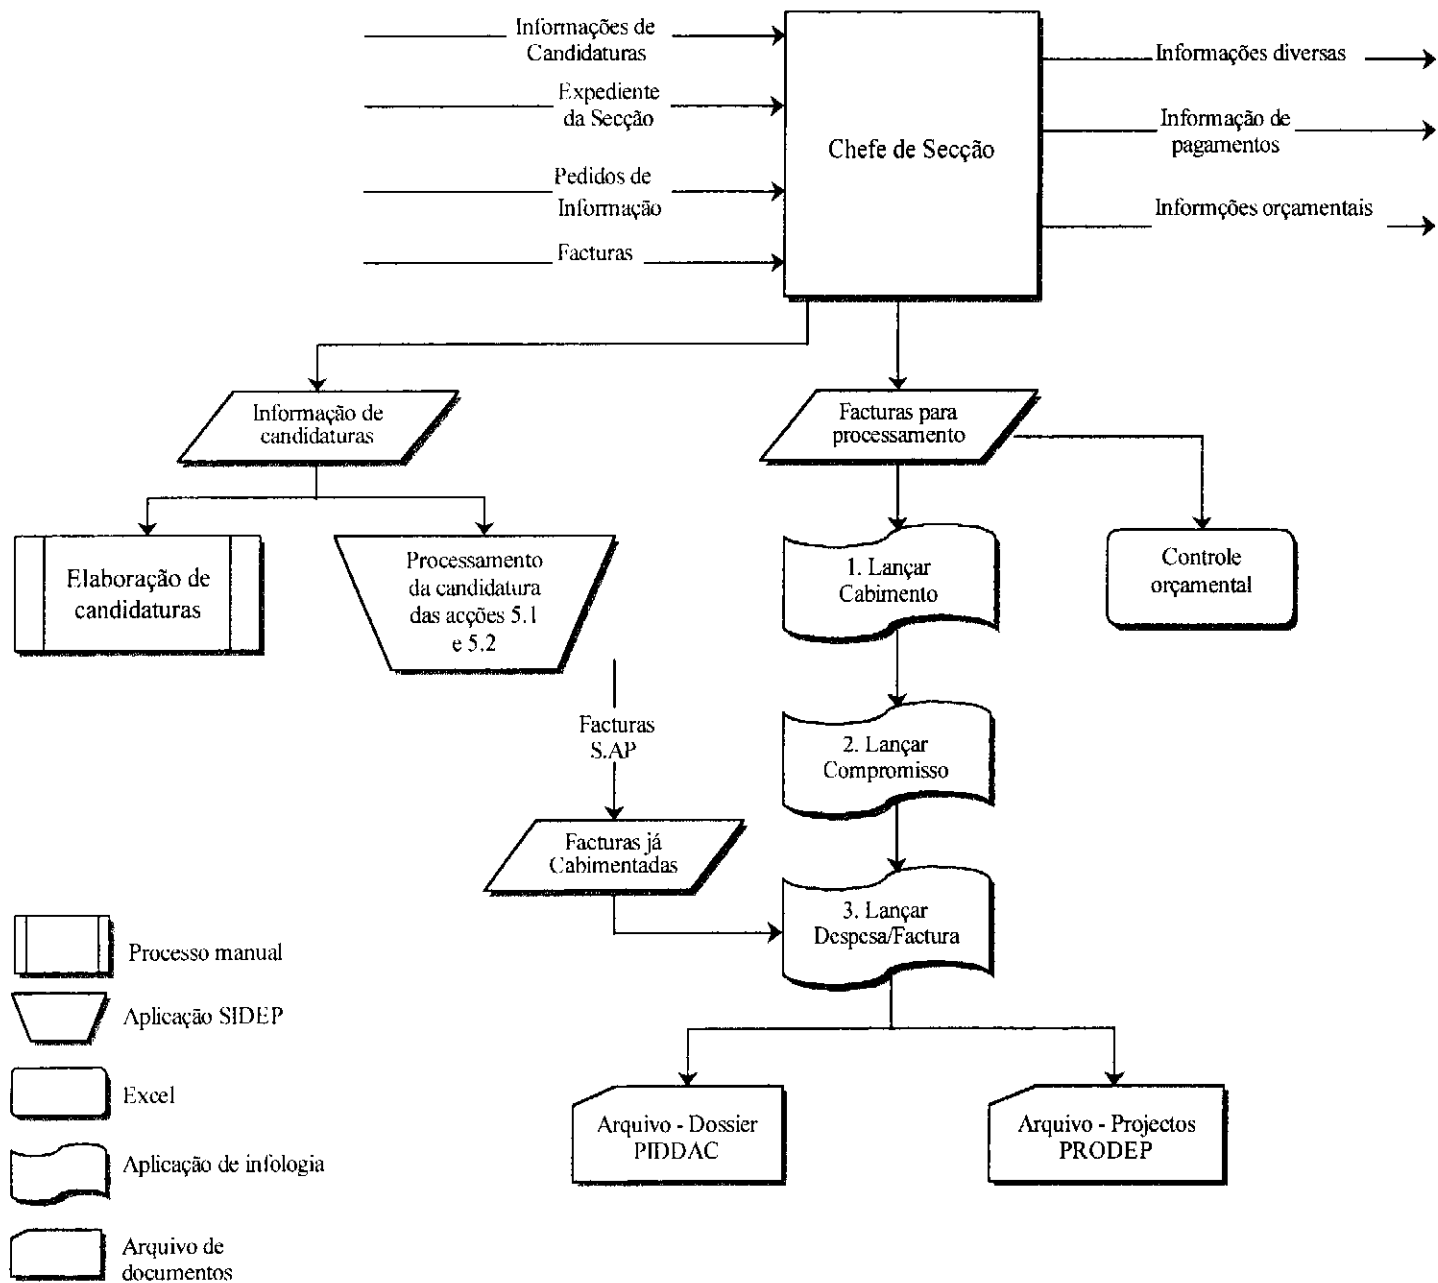 Informações de
Candidaturas
Expediente
da Secção
Pedidos de
Informação
Facturas
Chefe de Secção
Informações diversas
Informação de
pagamentos
Informções orçamentais
Informação de
candidaturas
Facturas para
processamento
Elaboração de
candidaturas
Processamento
da candidatura
das acções 5.1
e 5.2
1. Lançar
Cabimento
Controle
orçamental
Facturas
S.AP
2. Lançar
Compromisso
Facturas já
Cabimentadas
3. Lançar
Despesa/Factura
Arquivo - Dossier
PIDDAC
Arquivo - Projectos
PRODEP
Processo manual
Aplicação SIDEP
Excel
Aplicação de infologia
Arquivo de
documentos